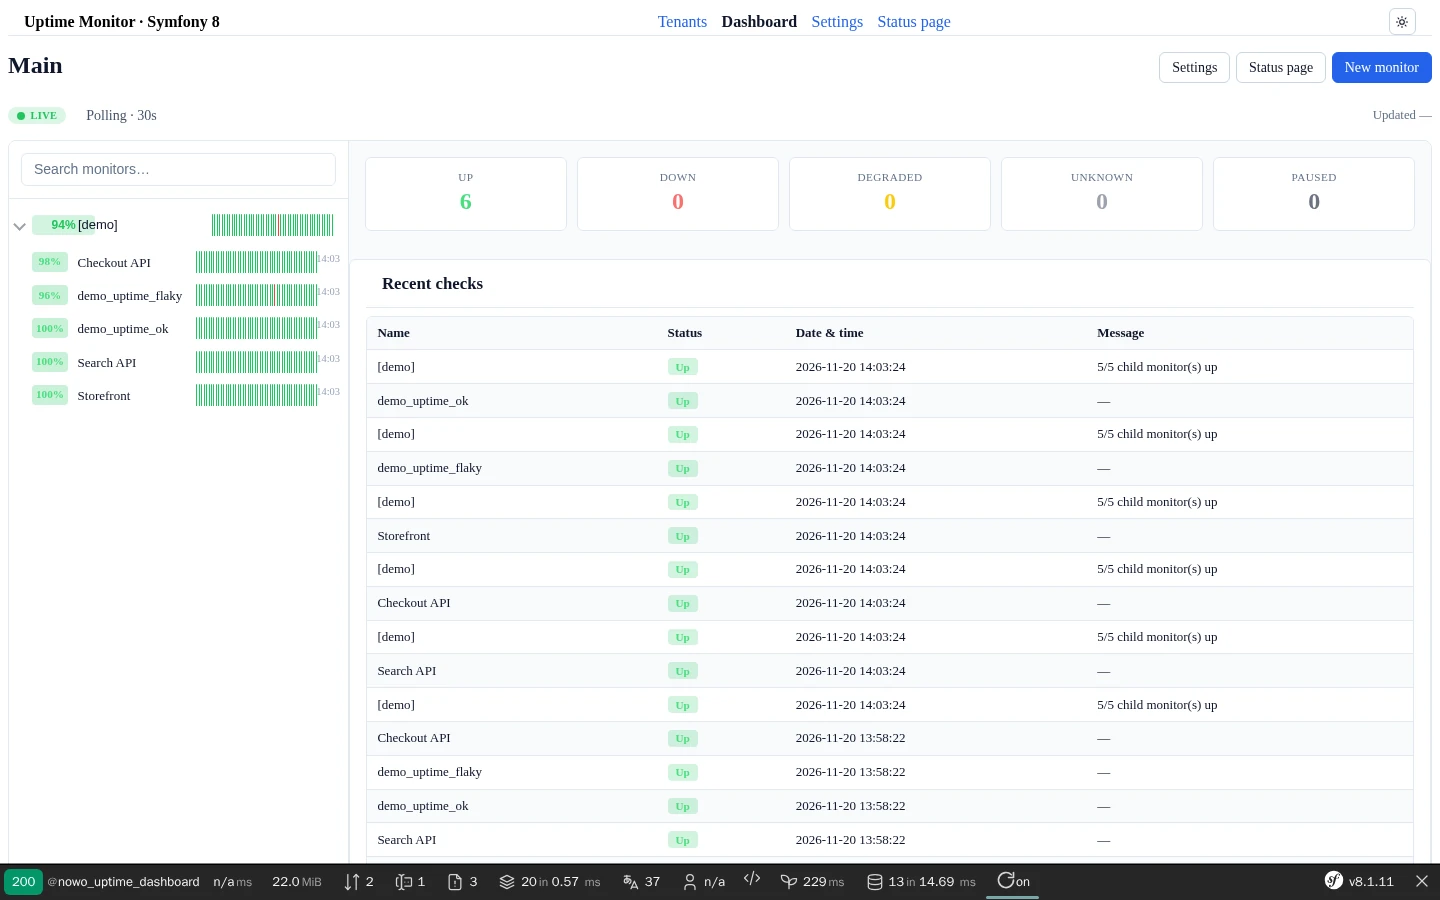 Uptime Monitor · Symfony 8
Tenants Dashboard Settings Status page
Main
Settings Status page New monitor
LIVE Polling · 30s Updated —
Search monitors…
94% [demo]
98% Checkout API 14:03
96% demo_uptime_flaky 14:03
100% demo_uptime_ok 14:03
100% Search API 14:03
100% Storefront 14:03
UP DOWN DEGRADED UNKNOWN PAUSED
6 0 0 0 0
Recent checks
Name Status Date & time Message
[demo] Up 2026-11-20 14:03:24 5/5 child monitor(s) up
demo_uptime_ok Up 2026-11-20 14:03:24 —
[demo] Up 2026-11-20 14:03:24 5/5 child monitor(s) up
demo_uptime_flaky Up 2026-11-20 14:03:24 —
[demo] Up 2026-11-20 14:03:24 5/5 child monitor(s) up
Storefront Up 2026-11-20 14:03:24 —
[demo] Up 2026-11-20 14:03:24 5/5 child monitor(s) up
Checkout API Up 2026-11-20 14:03:24 —
[demo] Up 2026-11-20 14:03:24 5/5 child monitor(s) up
Search API Up 2026-11-20 14:03:24 —
[demo] Up 2026-11-20 14:03:24 5/5 child monitor(s) up
Checkout API Up 2026-11-20 13:58:22 —
demo_uptime_flaky Up 2026-11-20 13:58:22 —
demo_uptime_ok Up 2026-11-20 13:58:22 —
Search API Up 2026-11-20 13:58:22 —
200 @nowo_uptime_dashboard n/a ms 22.0 MiB 2 1 3 20 in 0.57 ms 37 n/a 229 ms 13 in 14.69 ms on sf v8.1.11